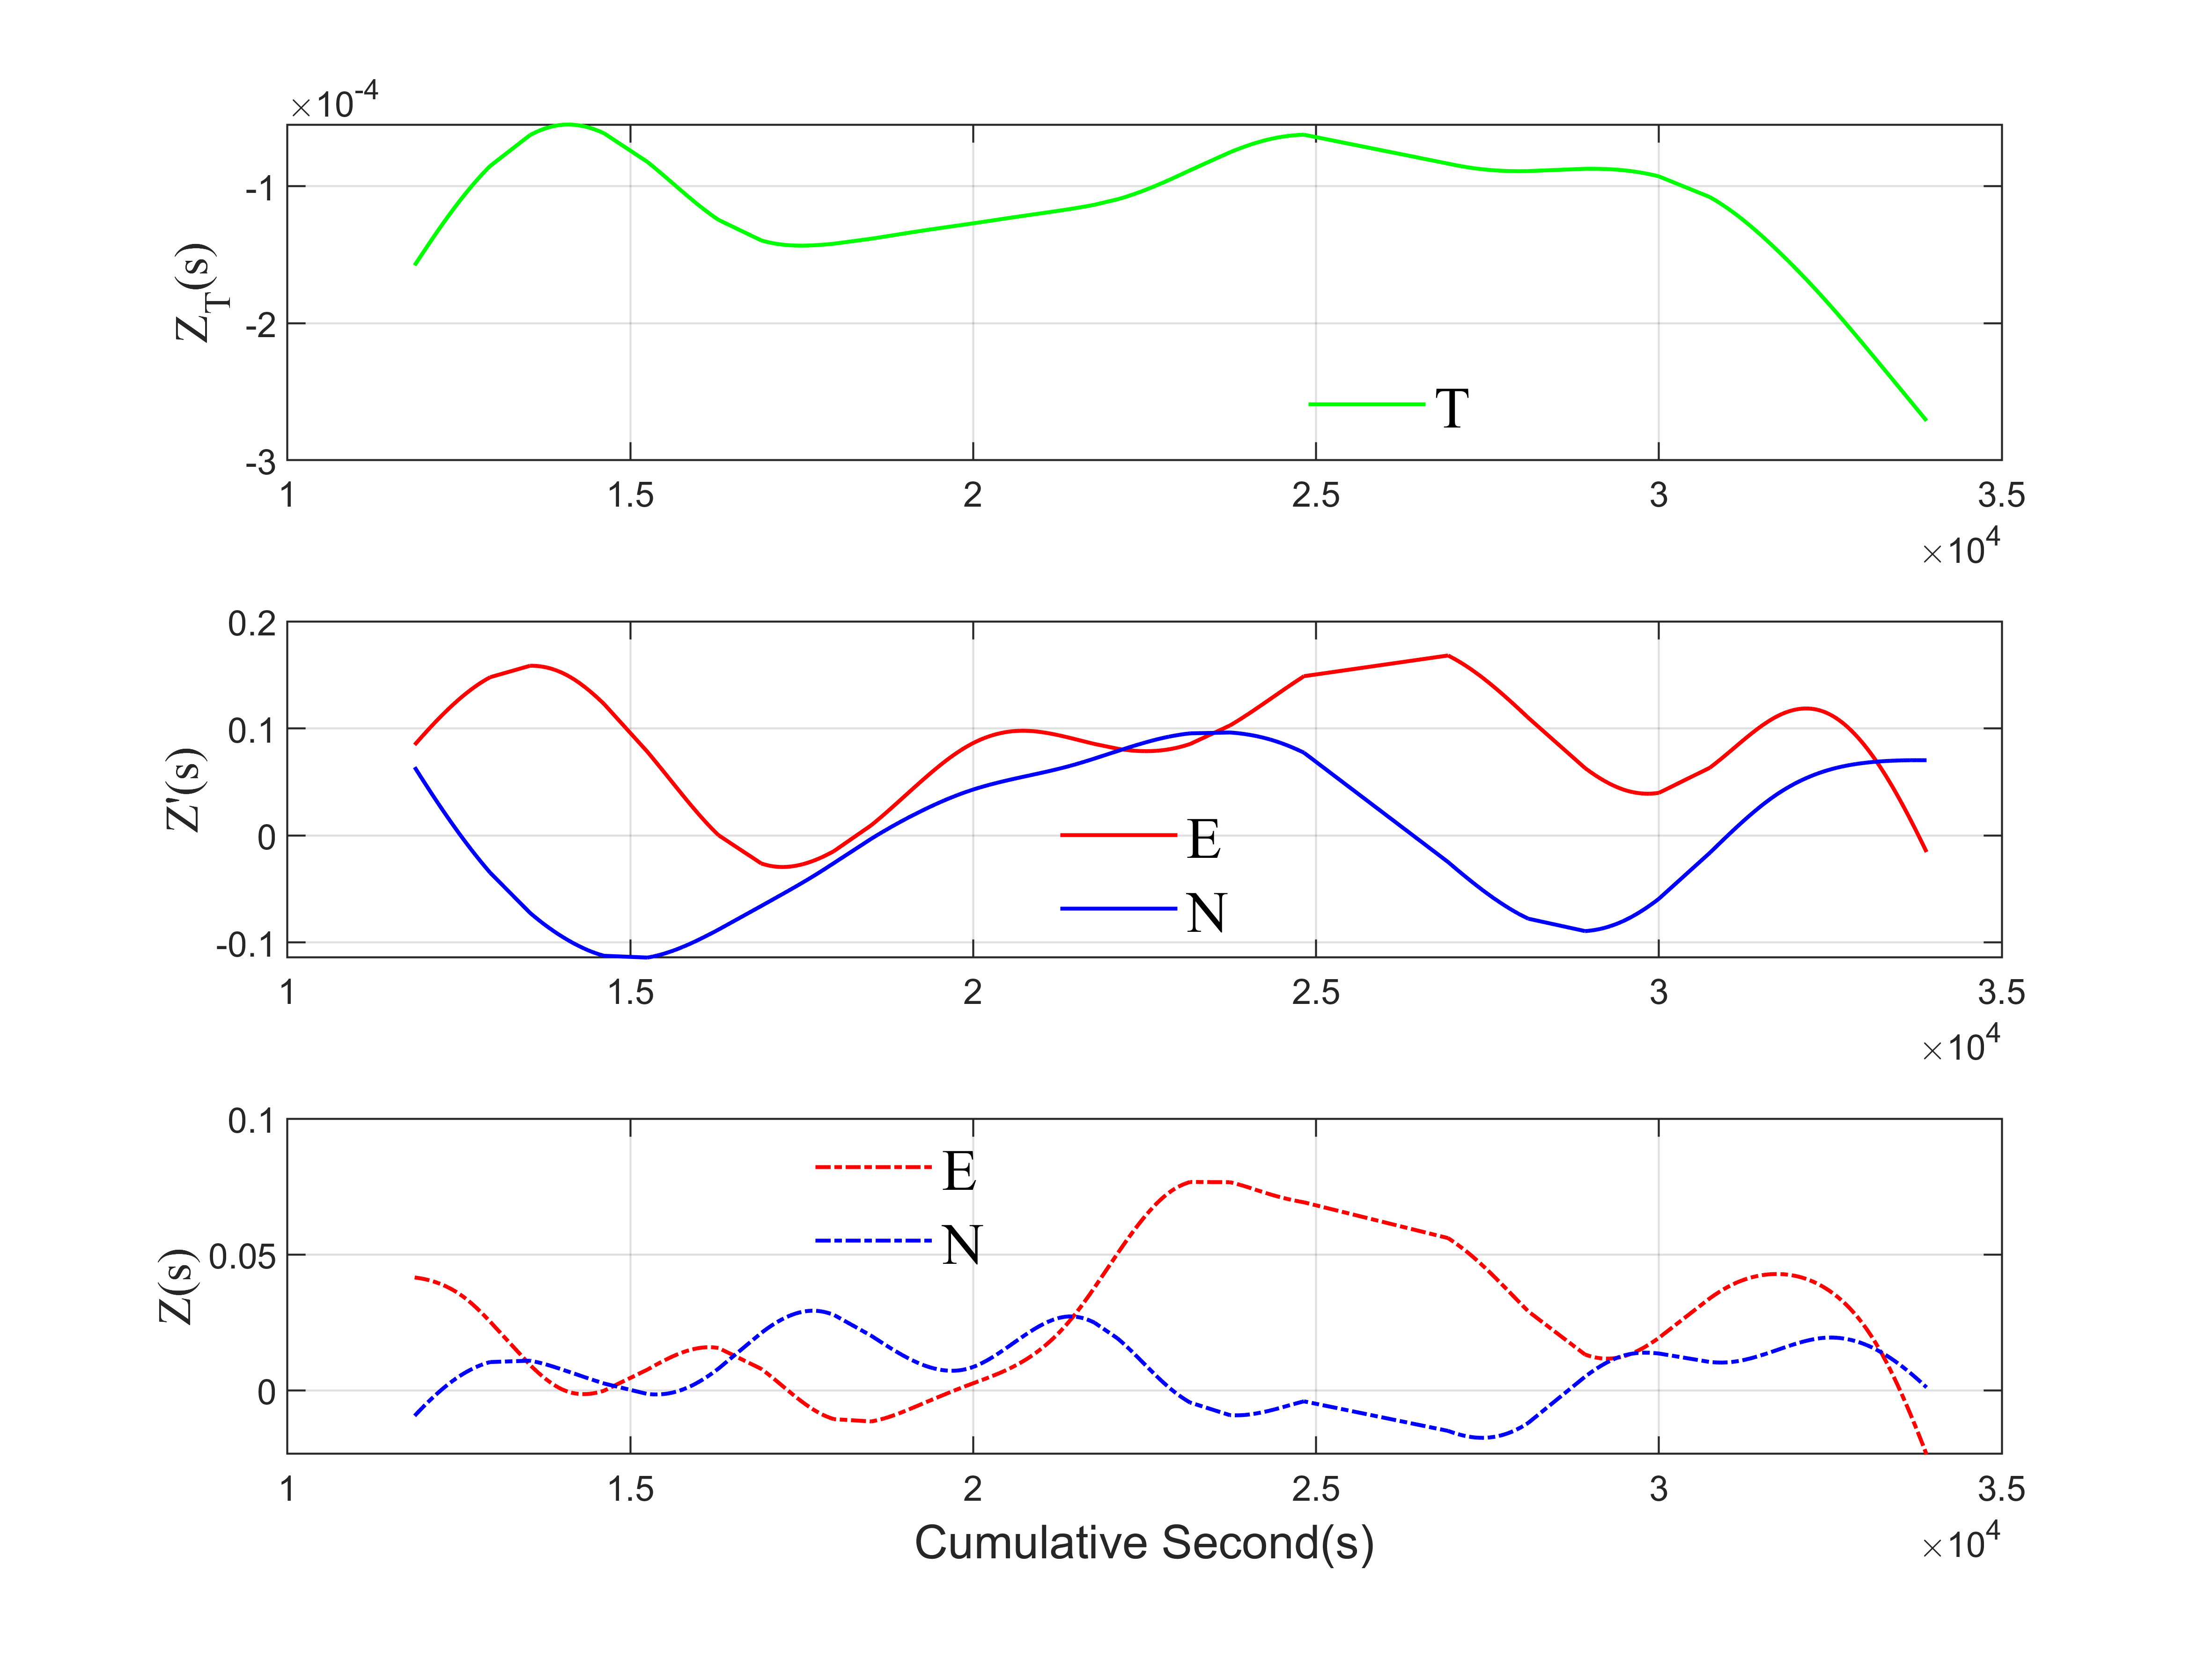 ×10⁻⁴
-1
-2
-3
Z_T(s)
T
1 1.5 2 2.5 3 3.5
×10⁴
0.2
0.1
0
-0.1
Z'(s)
E
N
1 1.5 2 2.5 3 3.5
×10⁴
0.1
0.05
0
Z(s)
E
N
1 1.5 2 2.5 3 3.5
Cumulative Second(s)
×10⁴